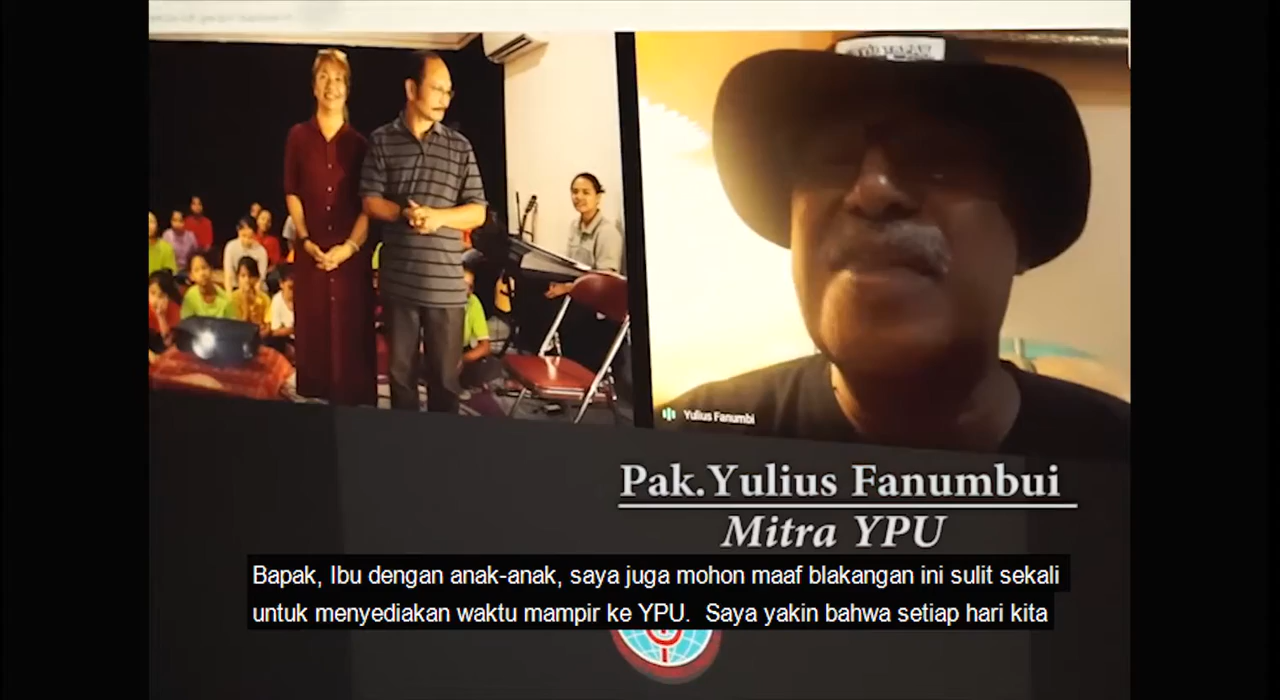 Yulius Fanumbi
Pak.Yulius Fanumbui
Mitra YPU
Bapak, Ibu dengan anak-anak, saya juga mohon maaf blakangan ini sulit sekali
untuk menyediakan waktu mampir ke YPU.  Saya yakin bahwa setiap hari kita